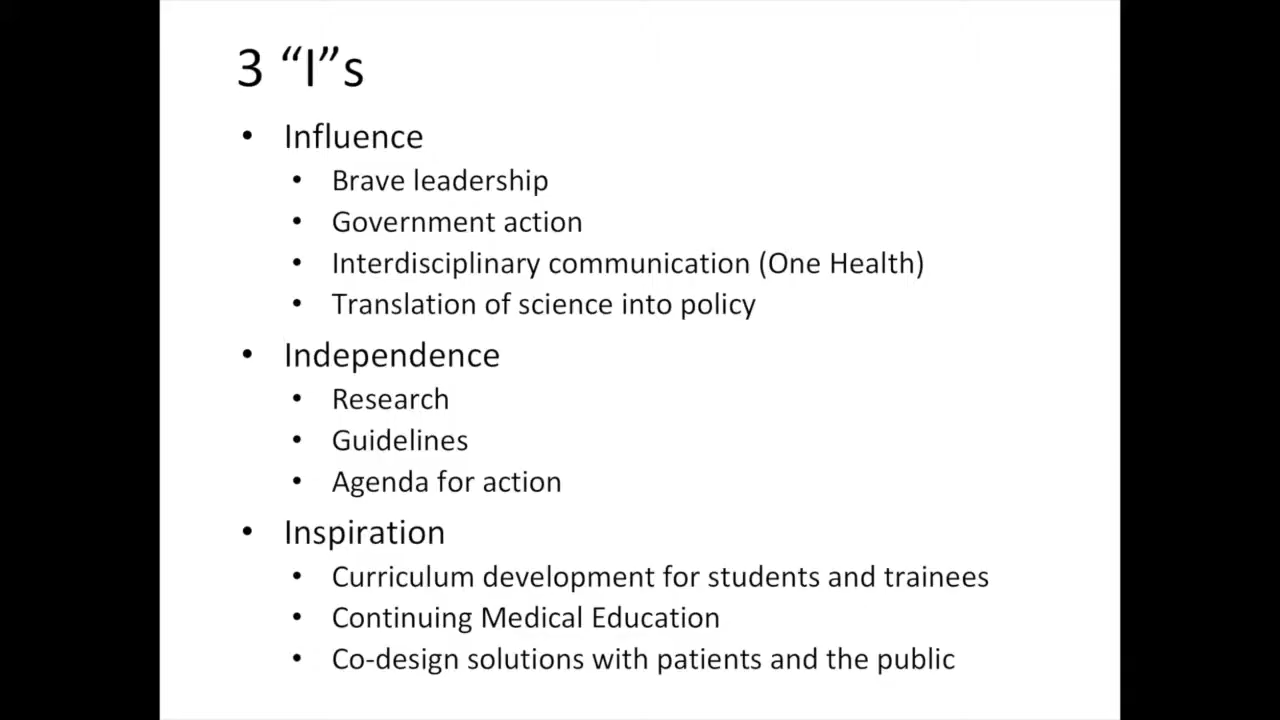 3 “I”s
• Influence
• Brave leadership
• Government action
• Interdisciplinary communication (One Health)
• Translation of science into policy
• Independence
• Research
• Guidelines
• Agenda for action
• Inspiration
• Curriculum development for students and trainees
• Continuing Medical Education
• Co-design solutions with patients and the public